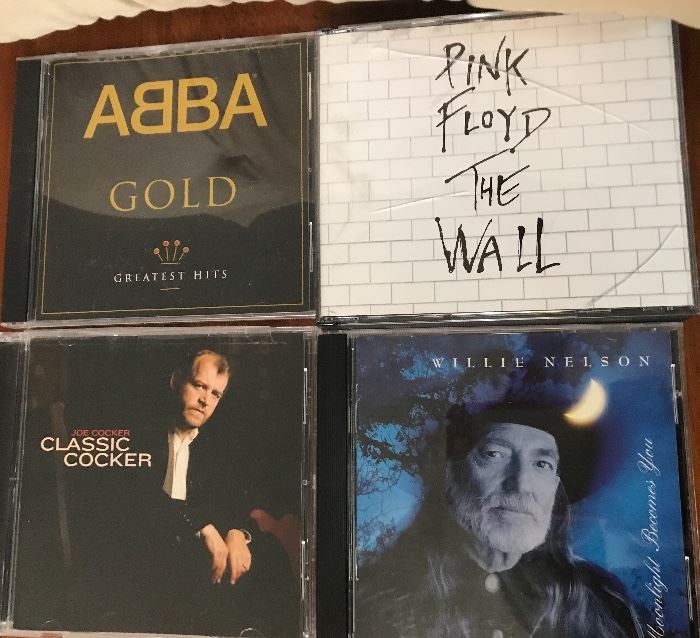 ABBA
GOLD
GREATEST HITS
PINK
FLOYD
THE
WALL
JOE COCKER
CLASSIC
COCKER
WILLIE NELSON
Moonlight Becomes You